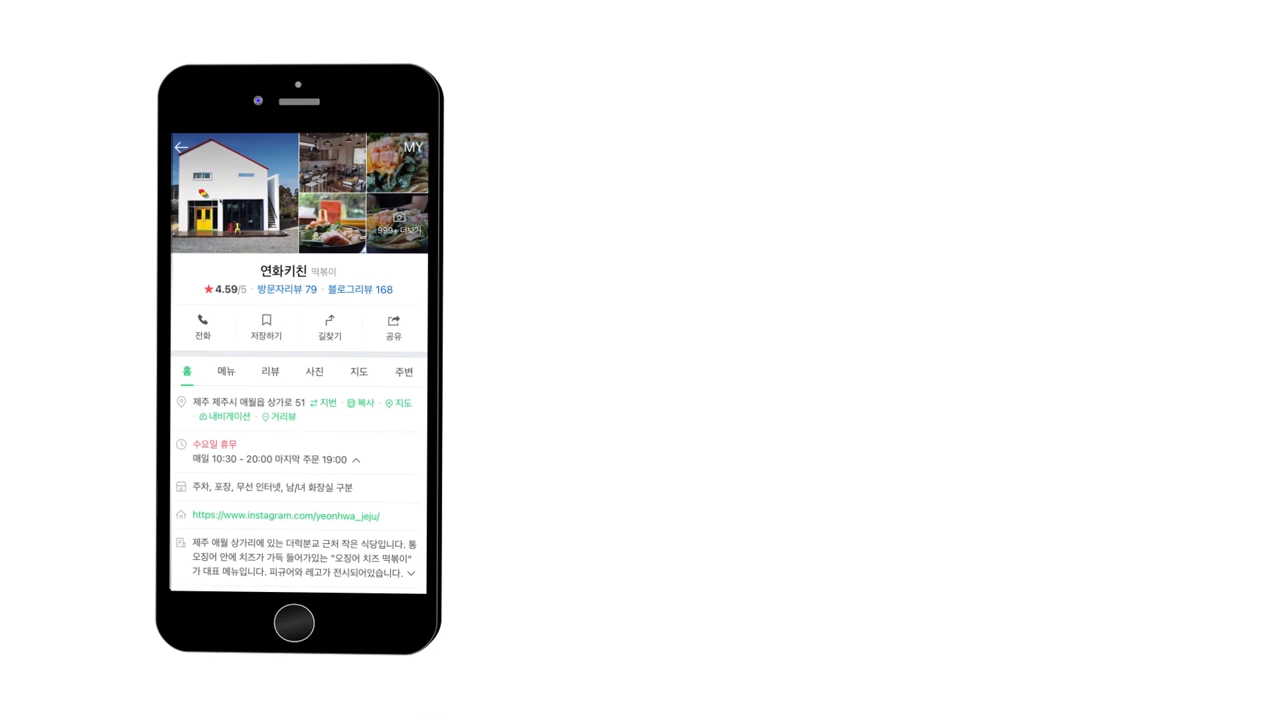 MY
999+ 더보기
연화키친 떡볶이
★ 4.59/5 · 방문자리뷰 79 · 블로그리뷰 168
전화 저장하기 길찾기 공유
홈 메뉴 리뷰 사진 지도 주변
제주 제주시 애월읍 상가로 51 지번 · 복사 · 지도
· 내비게이션 · 거리뷰
수요일 휴무
매일 10:30 - 20:00 마지막 주문 19:00
주차, 포장, 무선 인터넷, 남/녀 화장실 구분
https://www.instagram.com/yeonhwa_jeju/
제주 애월 상가리에 있는 더럭분교 근처 작은 식당입니다. 통
오징어 안에 치즈가 가득 들어가있는 "오징어 치즈 떡볶이"
가 대표 메뉴입니다. 피규어와 레고가 전시되어있습니다.